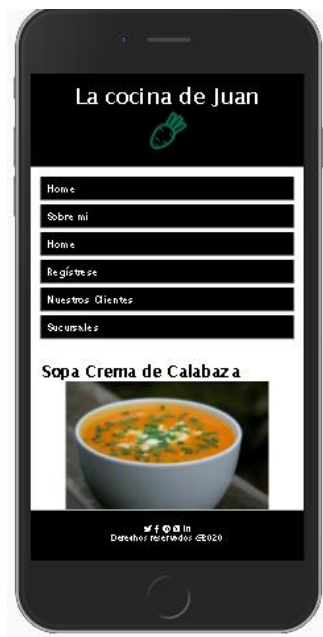 La cocina de Juan
Home
Sobre mi
Home
Regístrese
Nuestros Clientes
Sucursales
Sopa Crema de Calabaza
Derechos reservados @2020